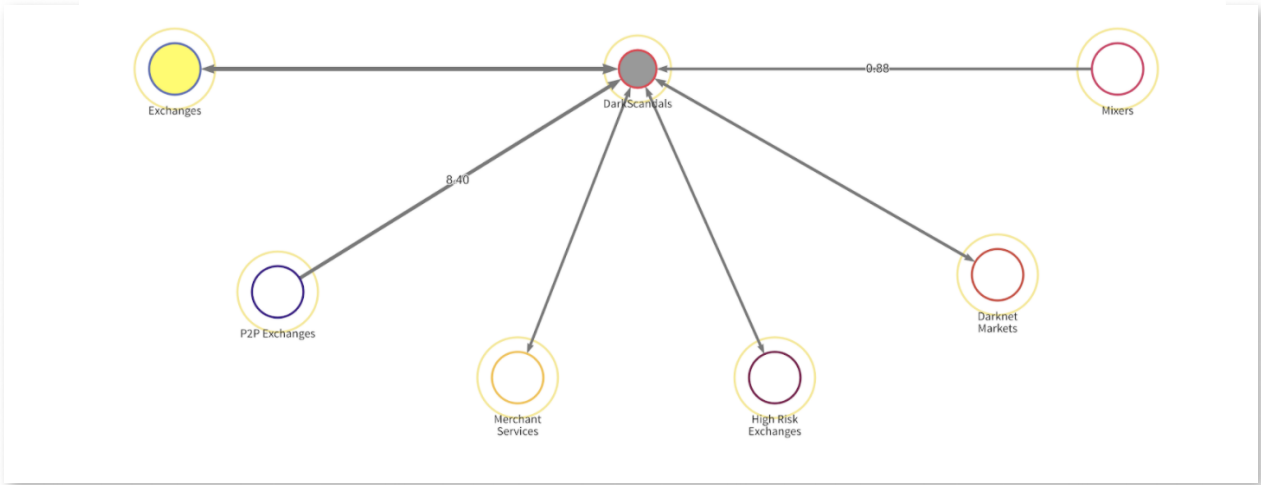 0.88
Exchanges
DarkScandals
Mixers
8.40
P2P Exchanges
Darknet
Markets
Merchant
Services
High Risk
Exchanges